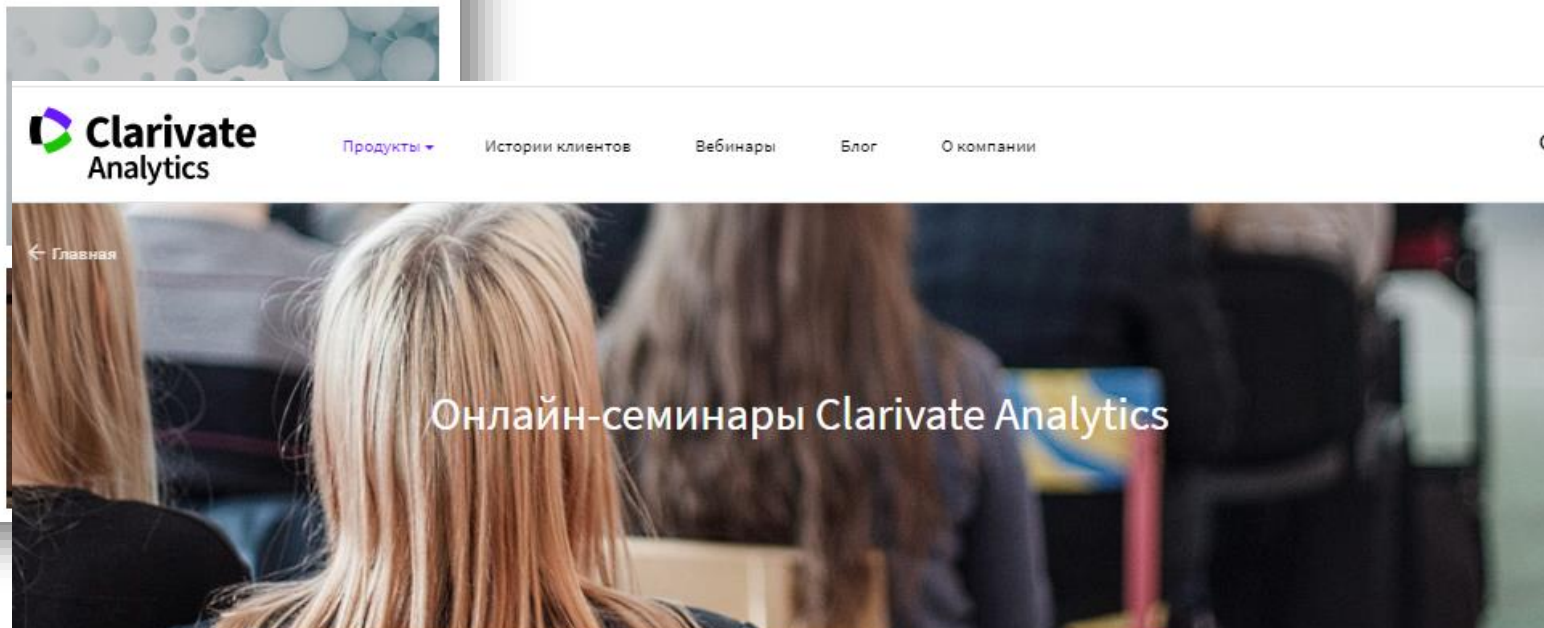 Clarivate
Analytics
Продукты Истории клиентов Вебинары Блог О компании
← Главная
Онлайн-семинары Clarivate Analytics